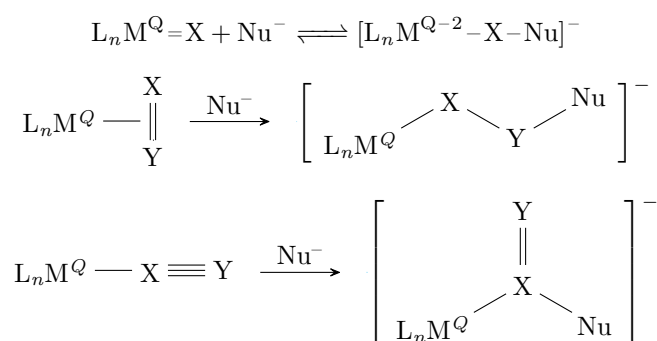 LₙM^Q=X + Nu⁻ ⇌ [LₙM^(Q−2)−X−Nu]⁻
X
Nu⁻
Nu
LₙM^Q
X
Y
[LₙM^Q
Y
]⁻
Y
LₙM^Q — X ≡ Y
Nu⁻
[
X
]⁻
LₙM^Q
Nu